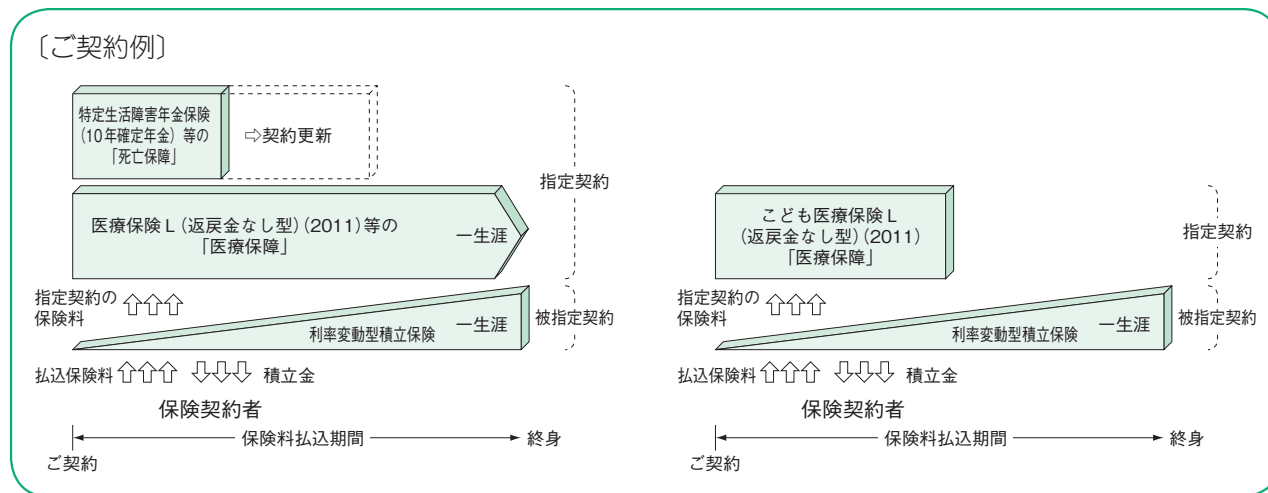 〔ご契約例〕
特定生活障害年金保険
(10年確定年金) 等の
「死亡保障」
⇨契約更新
指定契約
医療保険L (返戻金なし型) (2011) 等の
「医療保障」
一生涯
指定契約の
保険料
利率変動型積立保険
一生涯
被指定契約
払込保険料
積立金
保険契約者
保険料払込期間
終身
ご契約
こども医療保険L
(返戻金なし型) (2011)
「医療保障」
指定契約
指定契約の
保険料
利率変動型積立保険
一生涯
被指定契約
払込保険料
積立金
保険契約者
保険料払込期間
終身
ご契約